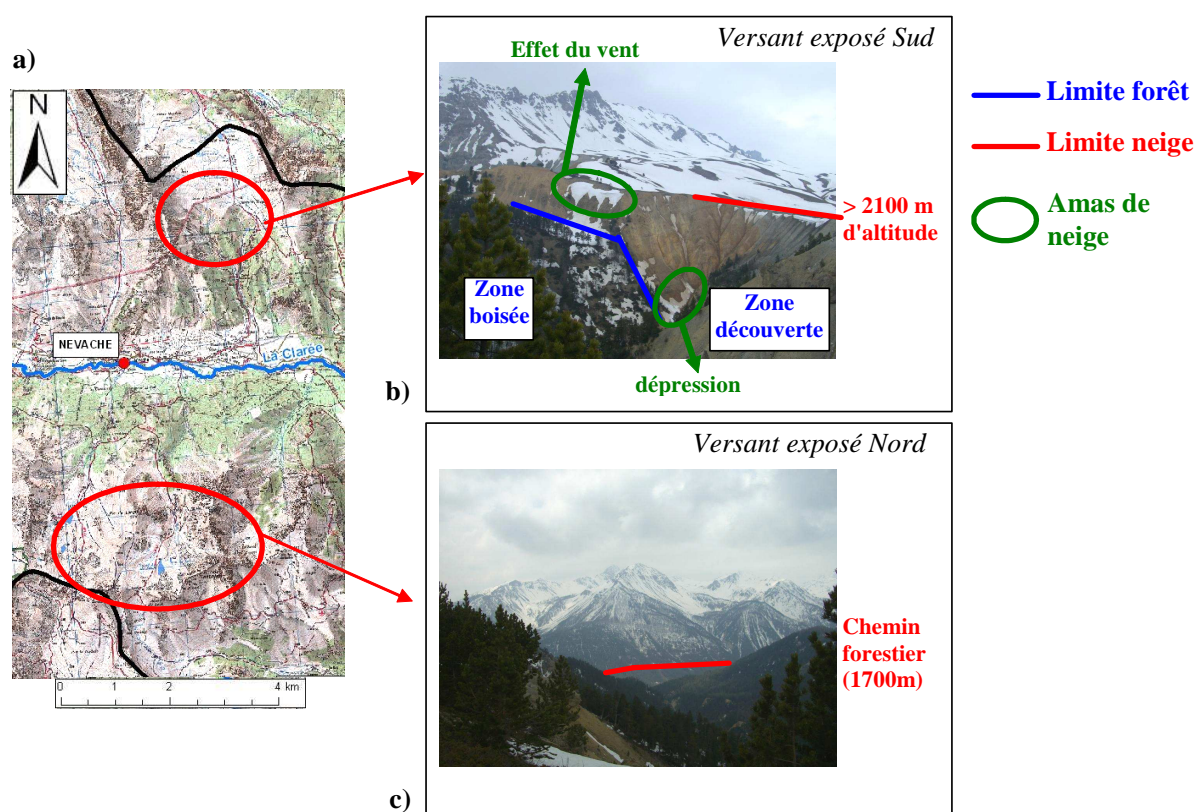 a)
N
NEVACHE
La Clarée
0 1 2 4 km
Versant exposé Sud
Effet du vent
> 2100 m
d'altitude
Zone
boisée
Zone
découverte
dépression
b)
Limite forêt
Limite neige
Amas de
neige
Versant exposé Nord
Chemin
forestier
(1700m)
c)